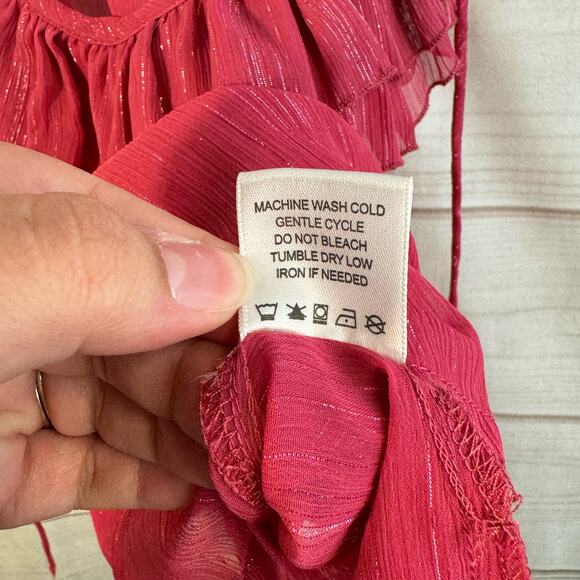 MACHINE WASH COLD
GENTLE CYCLE
DO NOT BLEACH
TUMBLE DRY LOW
IRON IF NEEDED